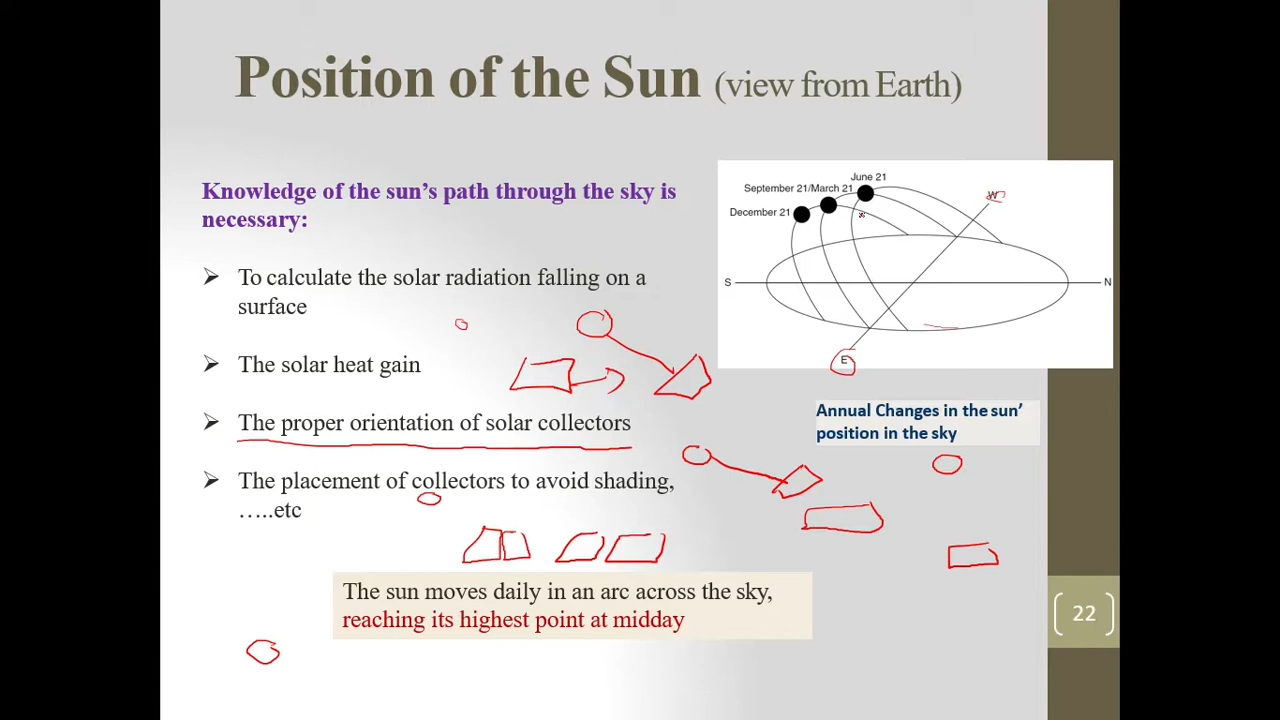 Position of the Sun (view from Earth)
Knowledge of the sun's path through the sky is
necessary:
To calculate the solar radiation falling on a
surface
The solar heat gain
The proper orientation of solar collectors
The placement of collectors to avoid shading,
…..etc
The sun moves daily in an arc across the sky,
reaching its highest point at midday
June 21
September 21/March 21
December 21
W
S
N
E
Annual Changes in the sun'
position in the sky
22